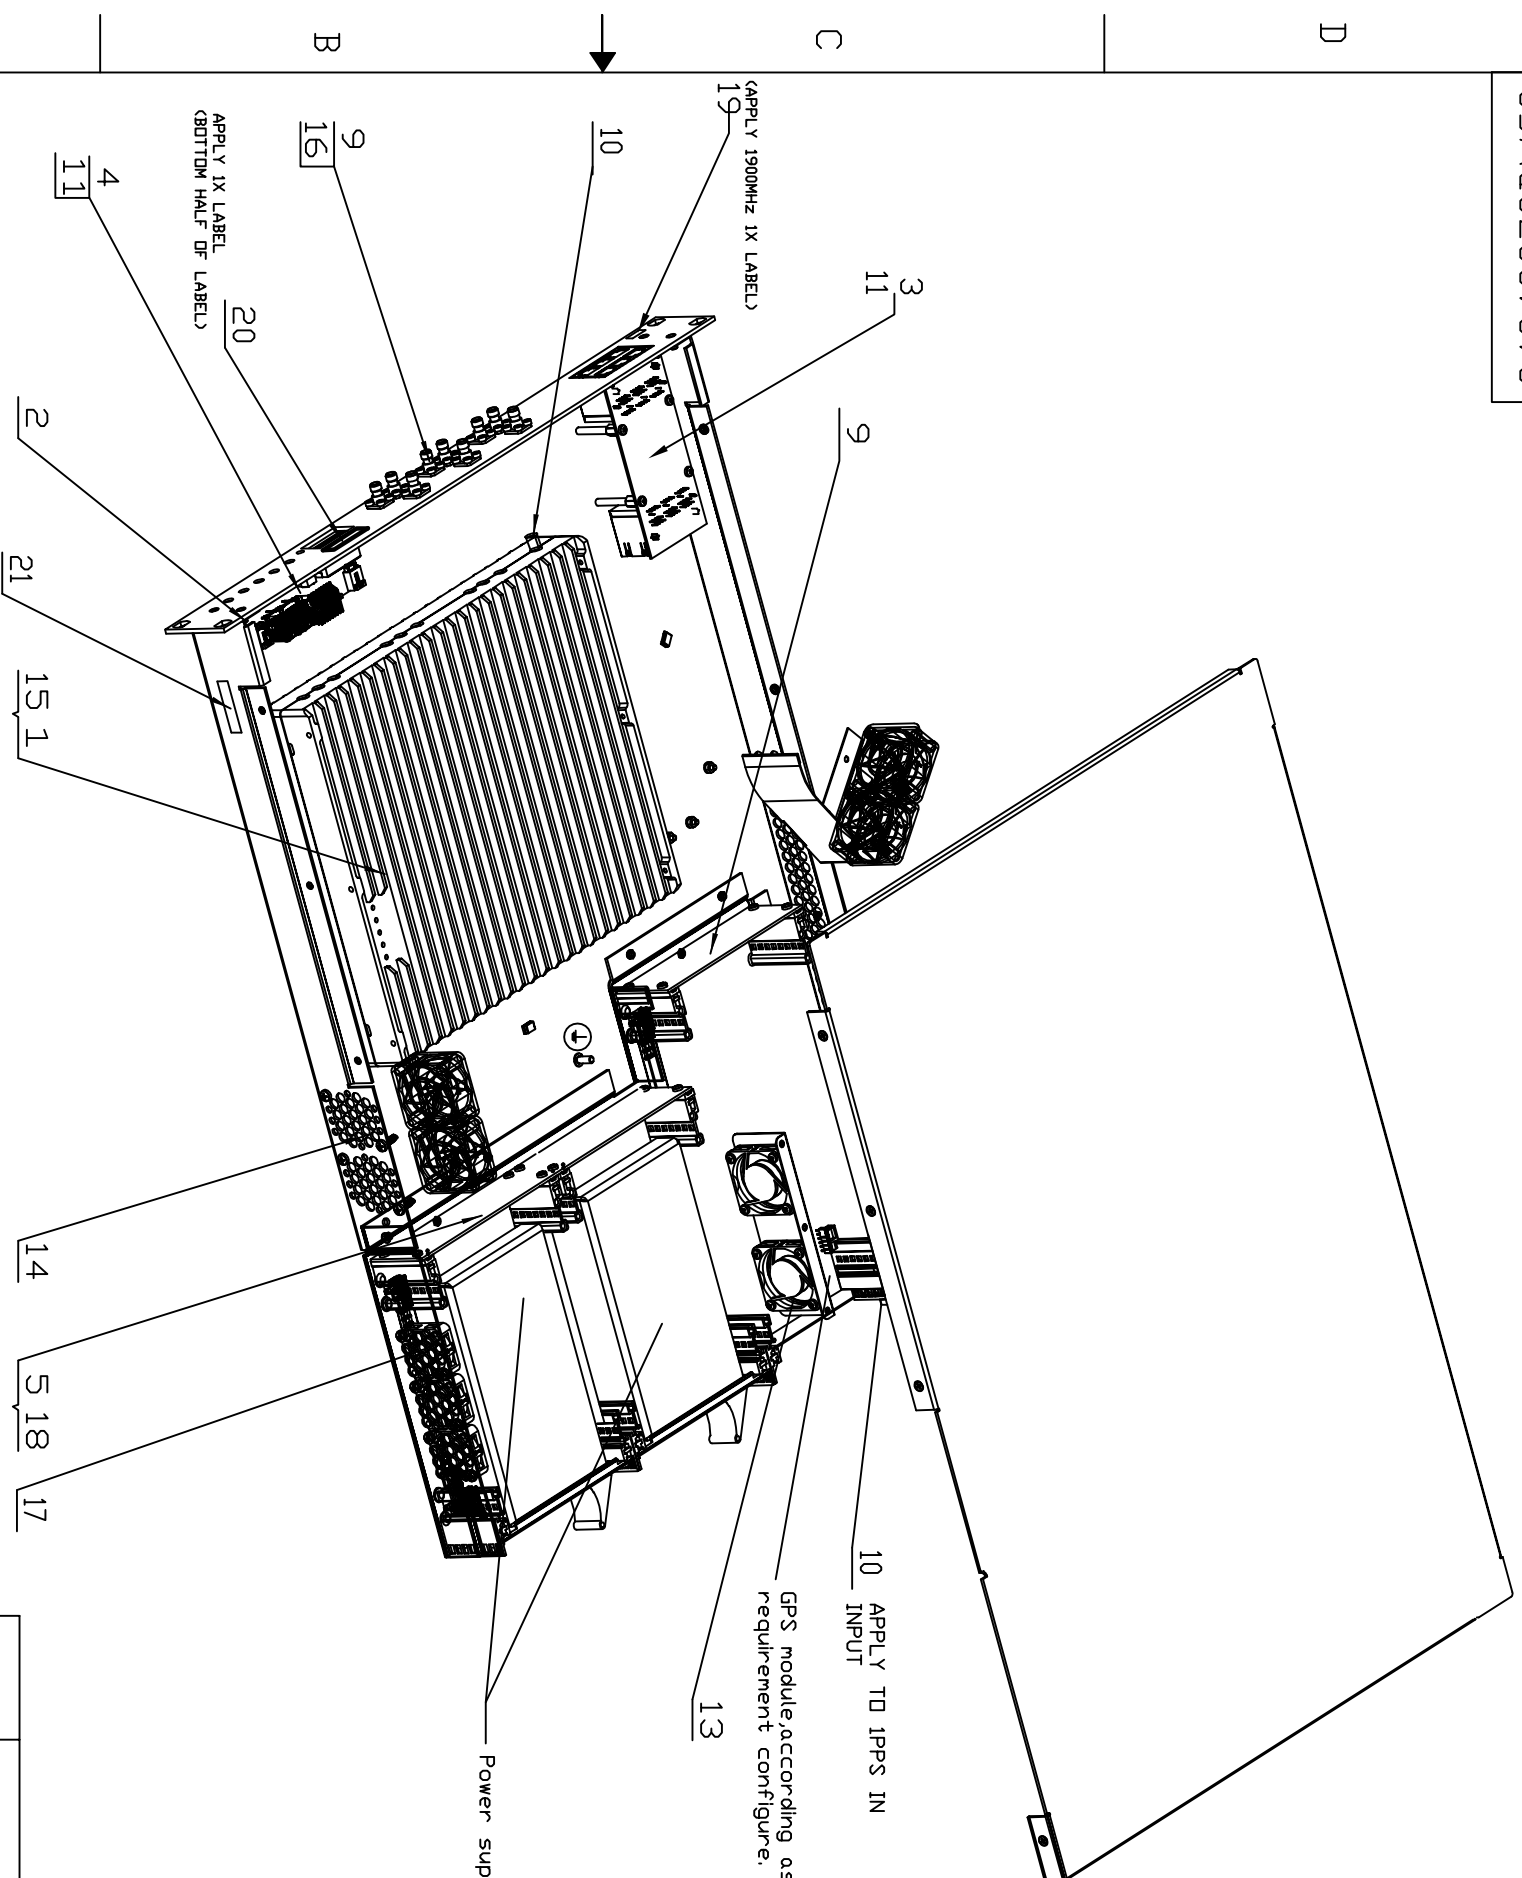 D
C
B
(APPLY 1900MHz 1X LABEL)
19
10
9
16
APPLY 1X LABEL
(BOTTOM HALF OF LABEL)
20
4
11
3
11
9
2
21
15 1
14
5 18
17
10 APPLY TO 1PPS IN
INPUT
GPS module,according as
requirement configure.
13
Power sup